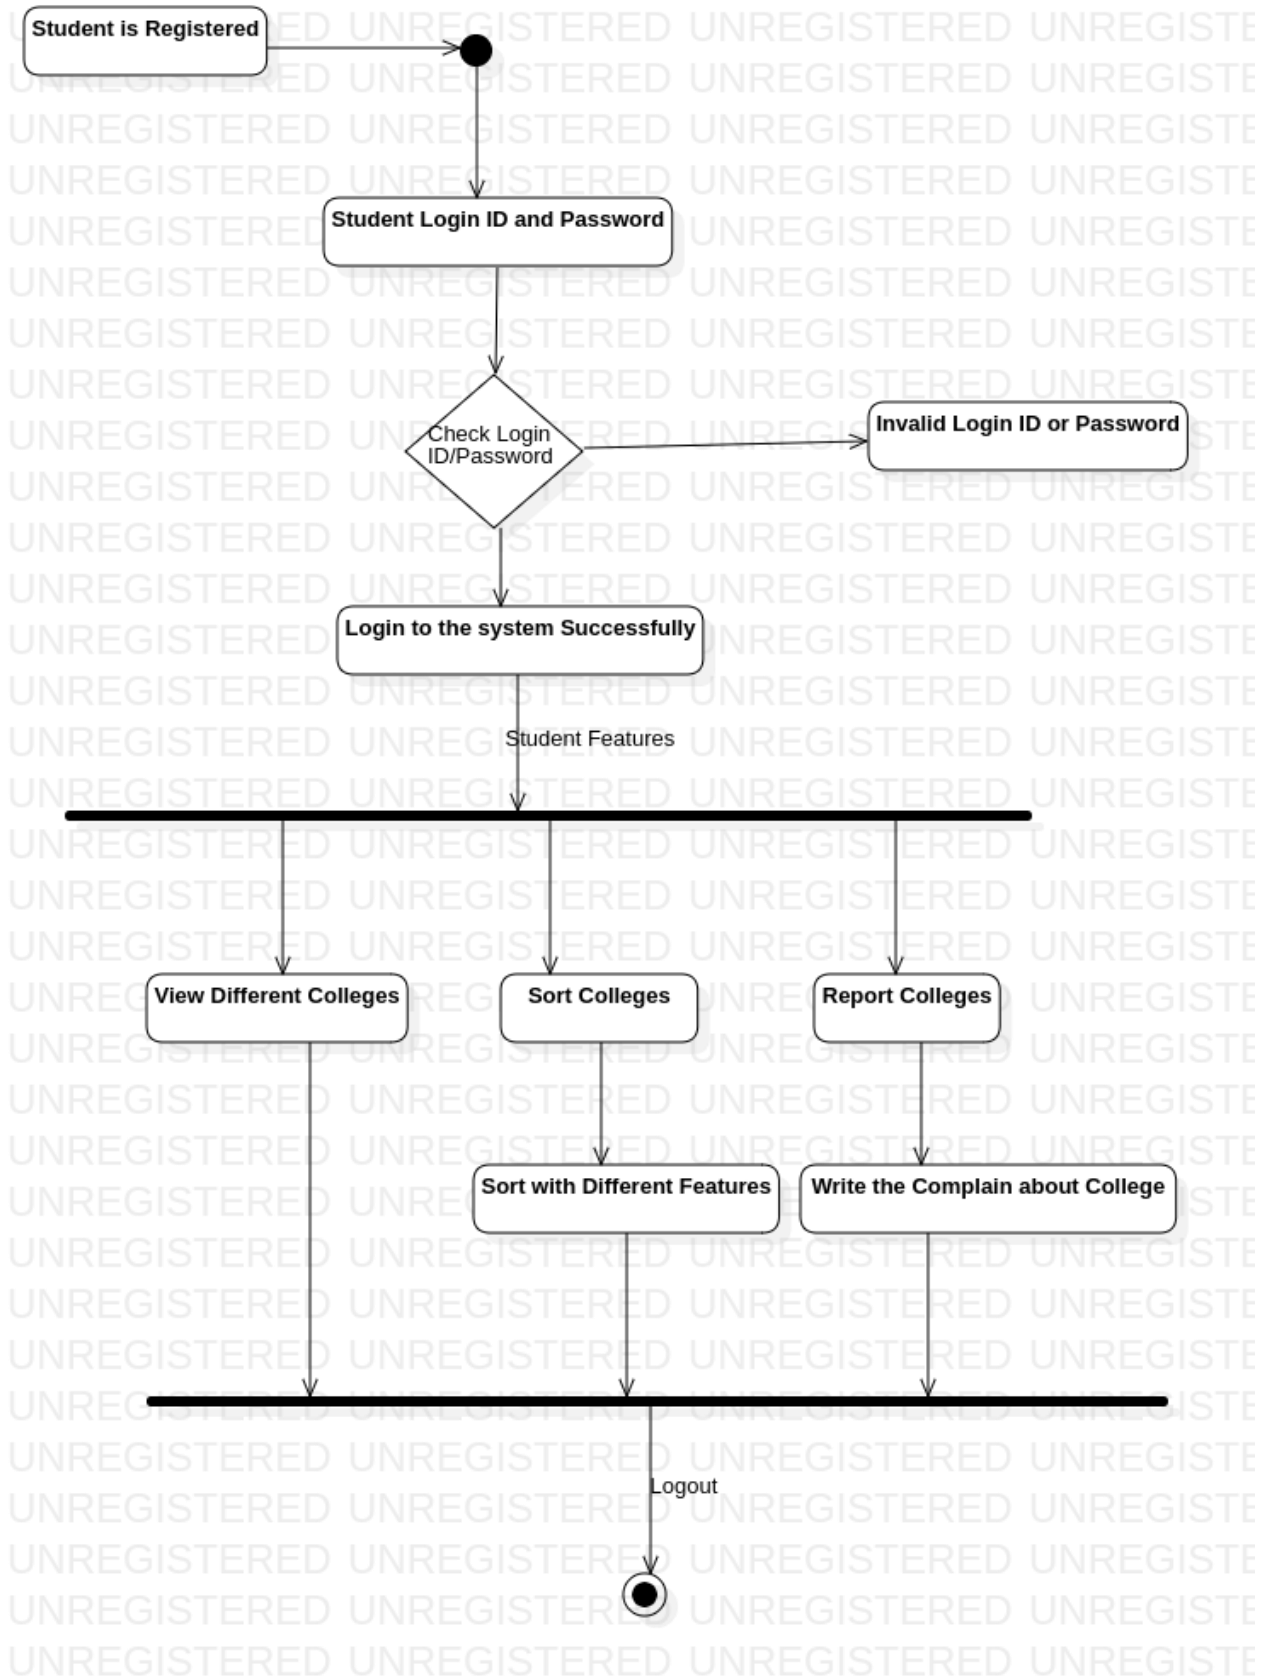 Student is Registered
Student Login ID and Password
Check Login
ID/Password
Invalid Login ID or Password
Login to the system Successfully
Student Features
View Different Colleges
Sort Colleges
Report Colleges
Sort with Different Features
Write the Complain about College
Logout
UNREGISTERED